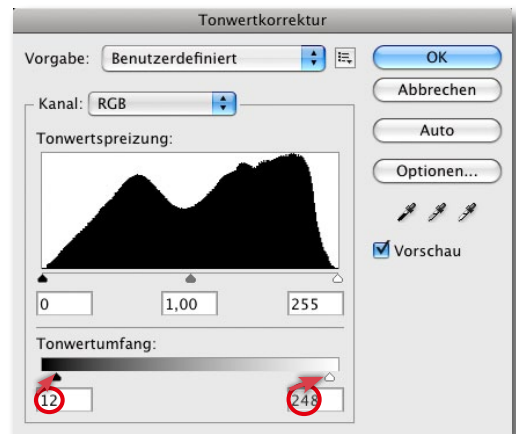 Tonwertkorrektur
Vorgabe: Benutzerdefiniert
OK
Abbrechen
Auto
Optionen...
Vorschau
Kanal: RGB
Tonwertspreizung:
0 1,00 255
Tonwertumfang:
12 248